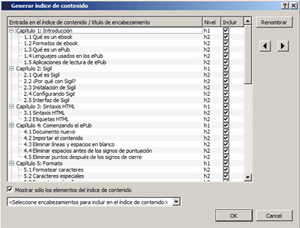 Generar índice de contenido
Entrada en el índice de contenido / título de encabezamiento Nivel Incluir
Capítulo 1: Introducción h1
1.1 Qué es un ebook h2
1.2 Formatos de ebook h2
1.3 Qué es un ePub h2
1.4 Lenguajes usados en los ePub h2
1.5 Aplicaciones de lectura de ePub h2
Capítulo 2: Sigil h1
2.1 Qué es Sigil h2
2.2 ¿Por qué con Sigil? h2
2.3 Instalación de Sigil h2
2.4 Configurando Sigil h2
2.5 Interfaz de Sigil h2
Capítulo 3: Sintaxis HTML h1
3.1 Sintaxis HTML h2
3.2 Etiquetas HTML h2
Capítulo 4: Comenzando el ePub h1
4.1 Documento nuevo h2
4.2 Importar el contenido h2
4.3 Eliminar líneas y espacios en blanco h2
4.4 Eliminar espacios antes de los signos de puntuación h2
4.5 Eliminar puntos después de los signos de cierre h2
Capítulo 5: Formato h1
5.1 Formatear caracteres h2
5.2 Caracteres especiales h2
Renombrar
Mostrar sólo los elementos del índice de contenido
<Seleccione encabezamientos para incluir en el índice de contenido>
OK Cancel